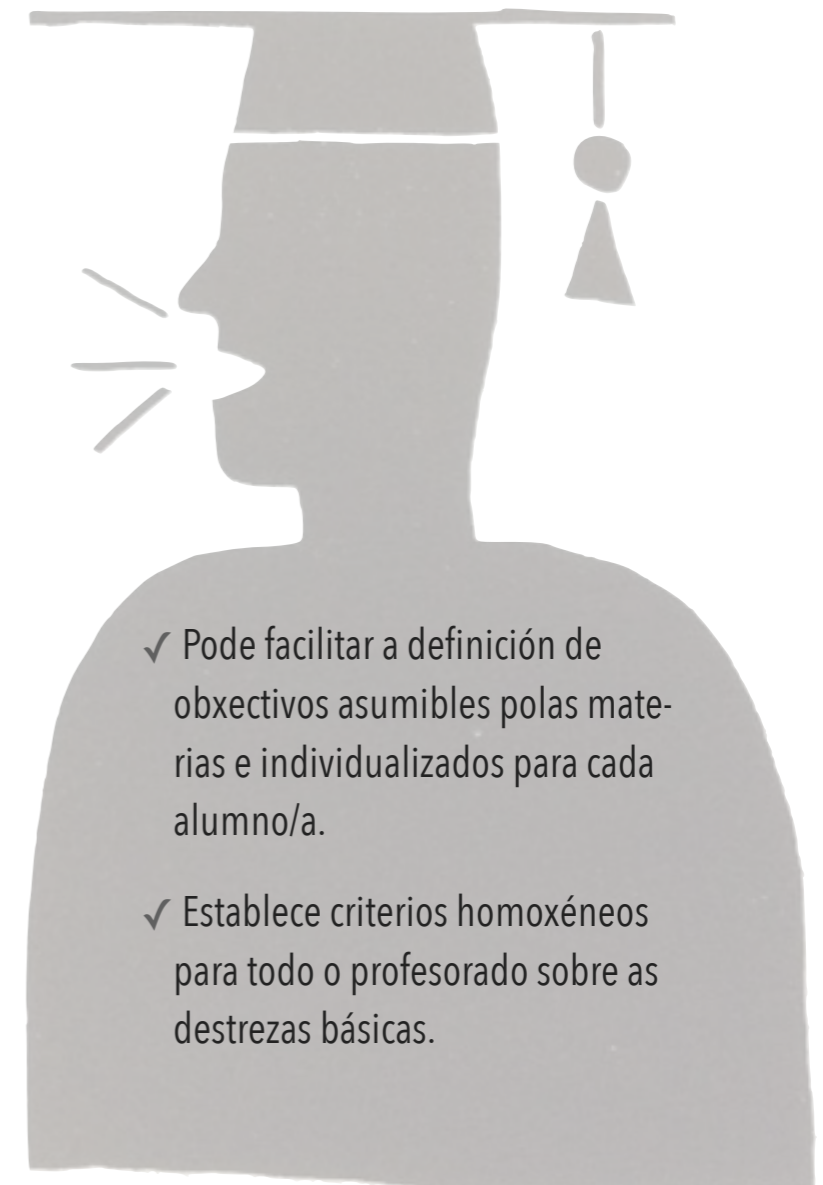 ✓ Pode facilitar a definición de
obxectivos asumibles polas mate-
rias e individualizados para cada
alumno/a.
✓ Establece criterios homoxéneos
para todo o profesorado sobre as
destrezas básicas.